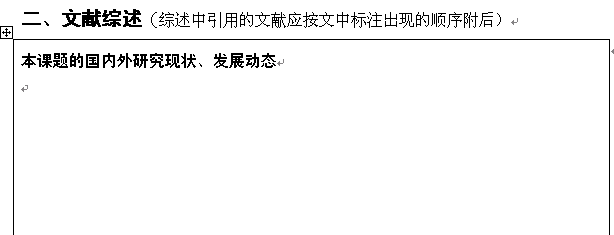 二、文献综述（综述中引用的文献应按文中标注出现的顺序附后）
本课题的国内外研究现状、发展动态